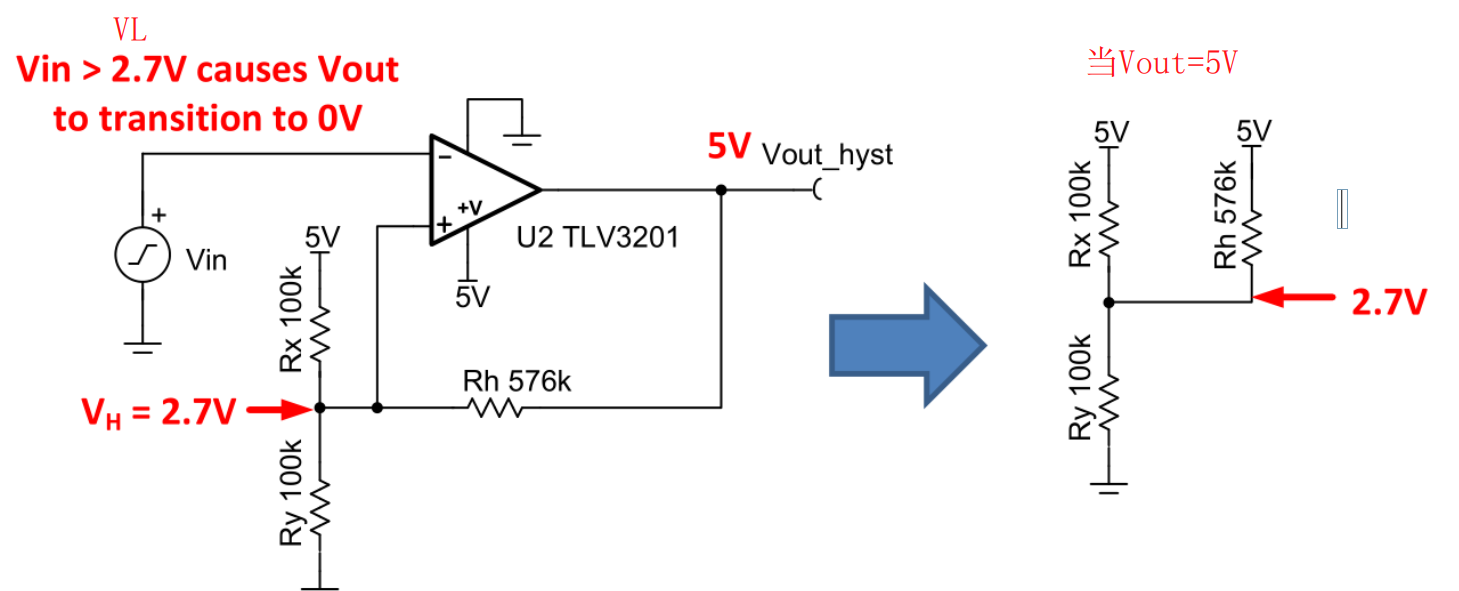 VL
Vin > 2.7V causes Vout
to transition to 0V
当Vout=5V
5V
Vout_hyst
−
+
+V
U2 TLV3201
5V
+
Vin
5V
Rx 100k
Rh 576k
VH = 2.7V
Ry 100k
5V
5V
Rx 100k
Rh 576k
2.7V
Ry 100k